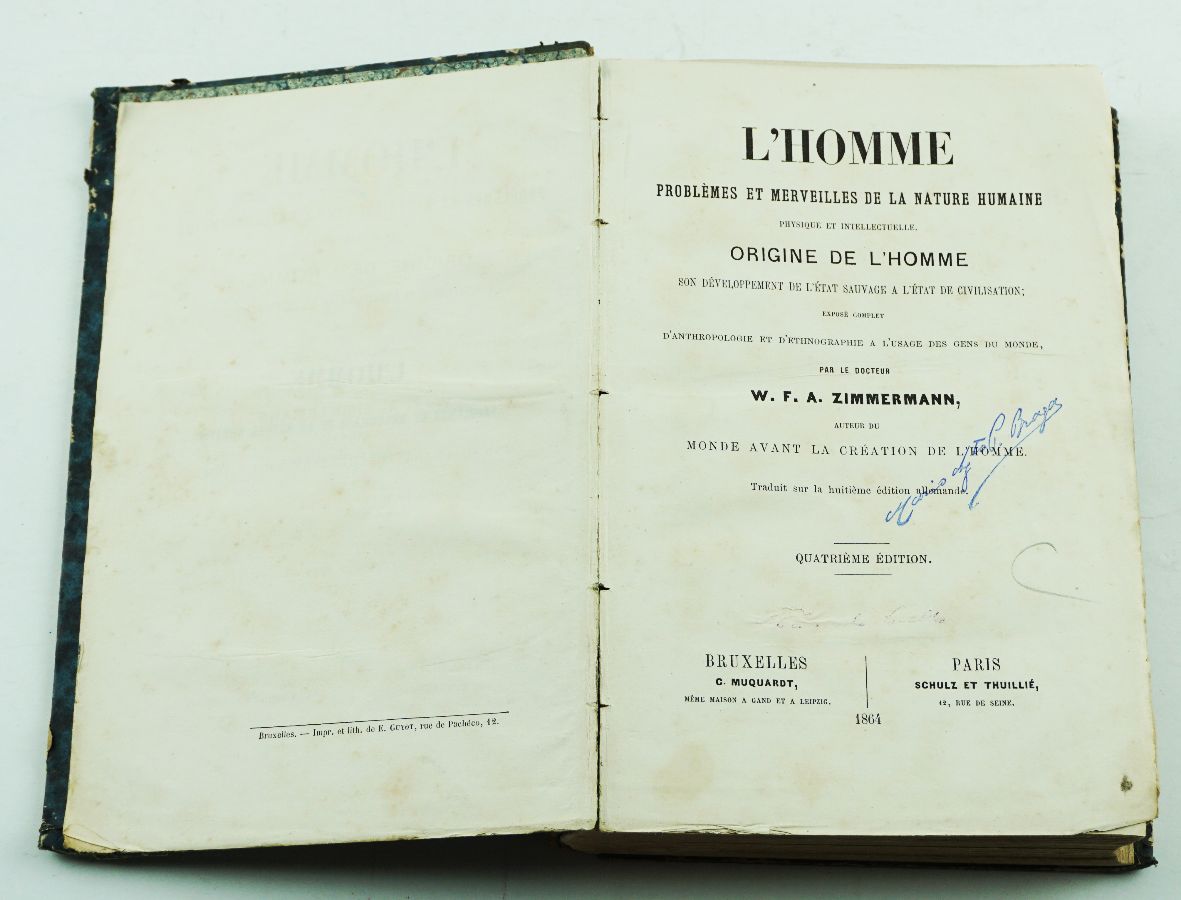 Bruxelles. — Impr. et lith. de E. GUYOT, rue de Pachéco, 12.
L'HOMME
PROBLÈMES ET MERVEILLES DE LA NATURE HUMAINE
PHYSIQUE ET INTELLECTUELLE.
ORIGINE DE L'HOMME
SON DÉVELOPPEMENT DE L'ÉTAT SAUVAGE A L'ÉTAT DE CIVILISATION;
EXPOSÉ COMPLET
D'ANTHROPOLOGIE ET D'ETHNOGRAPHIE A L'USAGE DES GENS DU MONDE,
PAR LE DOCTEUR
W. F. A. ZIMMERMANN,
AUTEUR DU
MONDE AVANT LA CRÉATION DE L'HOMME.
Traduit sur la huitième édition allemande.
Braga
QUATRIÈME ÉDITION.
BRUXELLES
C. MUQUARDT,
MÊME MAISON A GAND ET A LEIPZIG.
PARIS
SCHULZ ET THUILLIÉ,
12, RUE DE SEINE.
1864